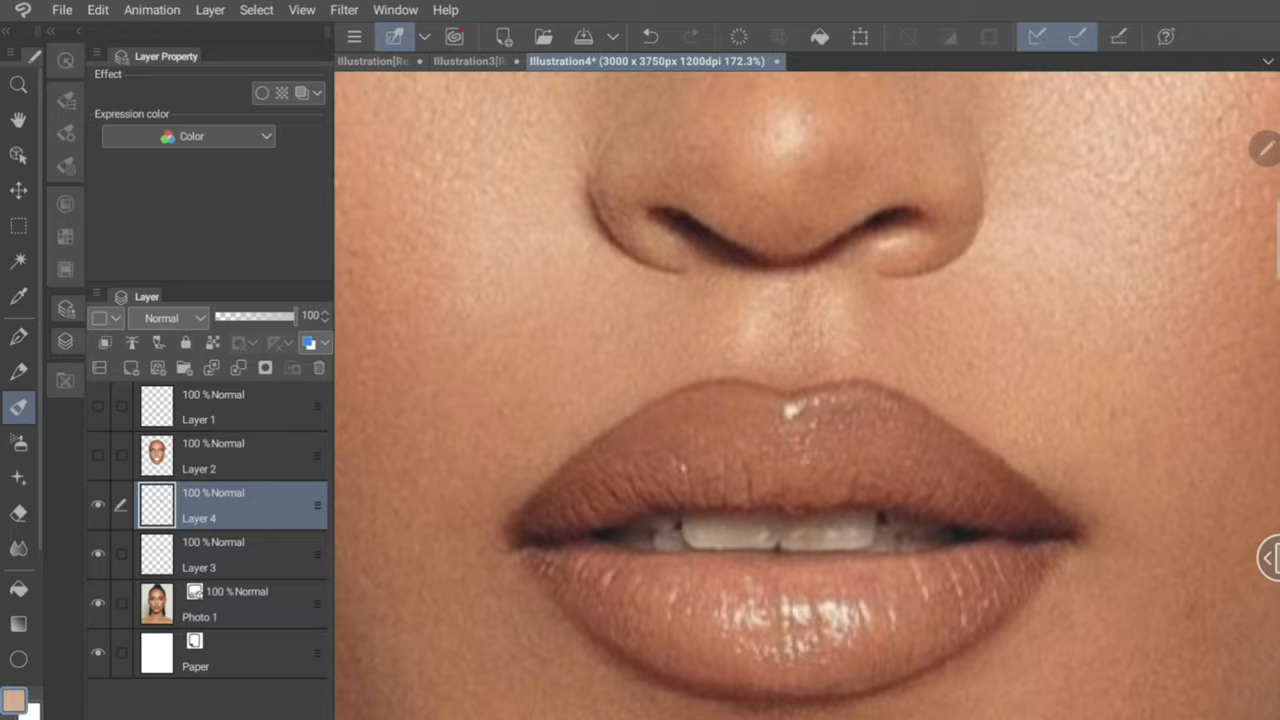 File Edit Animation Layer Select View Filter Window Help
Layer Property
Illustration[Re
Illustration3[R
Illustration4* (3000 x 3750px 1200dpi 172.3%)
Effect
Expression color
Color
Layer
Normal 100
100 %Normal
Layer 1
100 %Normal
Layer 2
100 %Normal
Layer 4
100 %Normal
Layer 3
100 %Normal
Photo 1
Paper